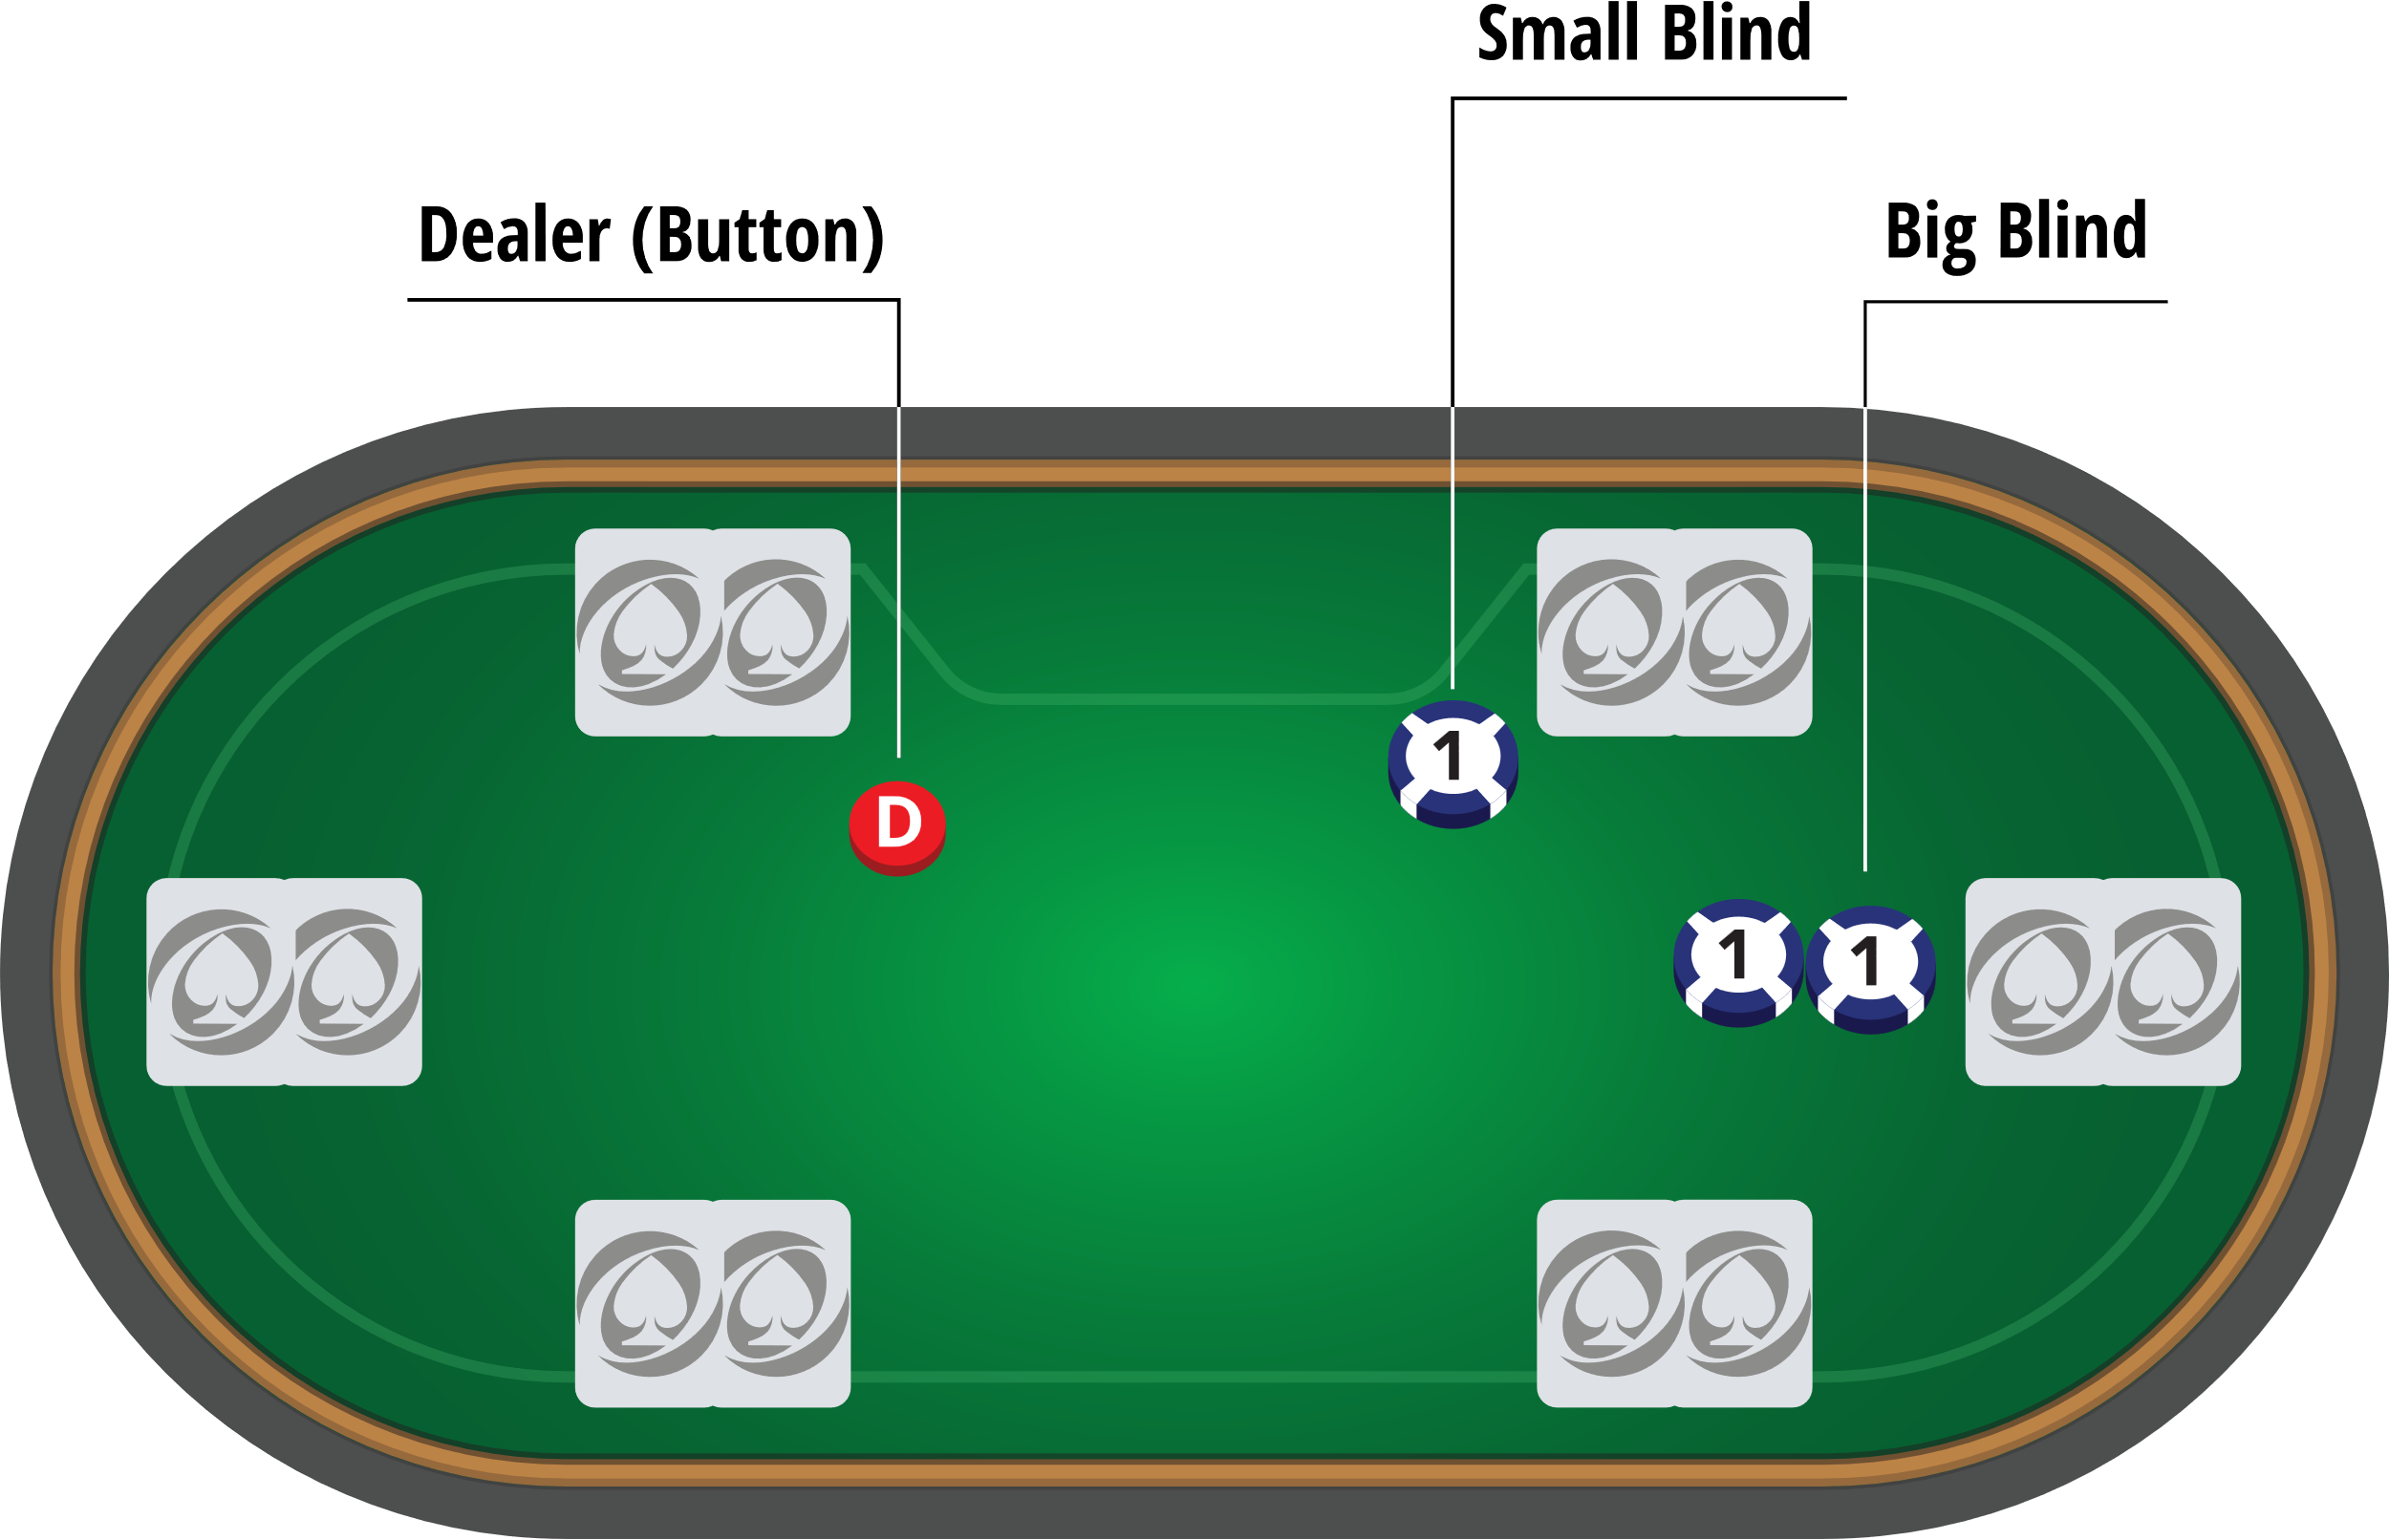 Small Blind
Dealer (Button)
Big Blind
1
D
1 1